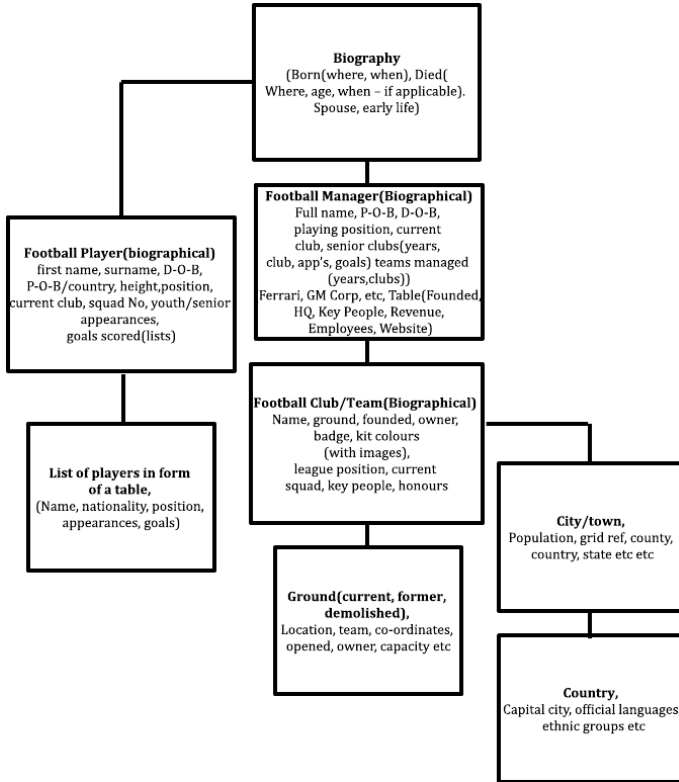 Biography
(Born(where, when), Died(
Where, age, when – if applicable).
Spouse, early life)
Football Manager(Biographical)
Full name, P-O-B, D-O-B,
playing position, current
club, senior clubs(years,
club, app's, goals) teams managed
(years,clubs))
Ferrari, GM Corp, etc, Table(Founded,
HQ, Key People, Revenue,
Employees, Website)
Football Player(biographical)
first name, surname, D-O-B,
P-O-B/country, height,position,
current club, squad No, youth/senior
appearances,
goals scored(lists)
Football Club/Team(Biographical)
Name, ground, founded, owner,
badge, kit colours
(with images),
league position, current
squad, key people, honours
List of players in form
of a table,
(Name, nationality, position,
appearances, goals)
City/town,
Population, grid ref, county,
country, state etc etc
Ground(current, former,
demolished),
Location, team, co-ordinates,
opened, owner, capacity etc
Country,
Capital city, official languages,
ethnic groups etc